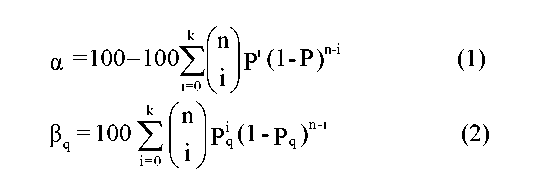 α =100−100∑_{i=0}^{k} (n i) P^i (1-P)^{n-i} (1)
β_q = 100 ∑_{i=0}^{k} (n i) P_q^i (1- P_q)^{n-i} (2)